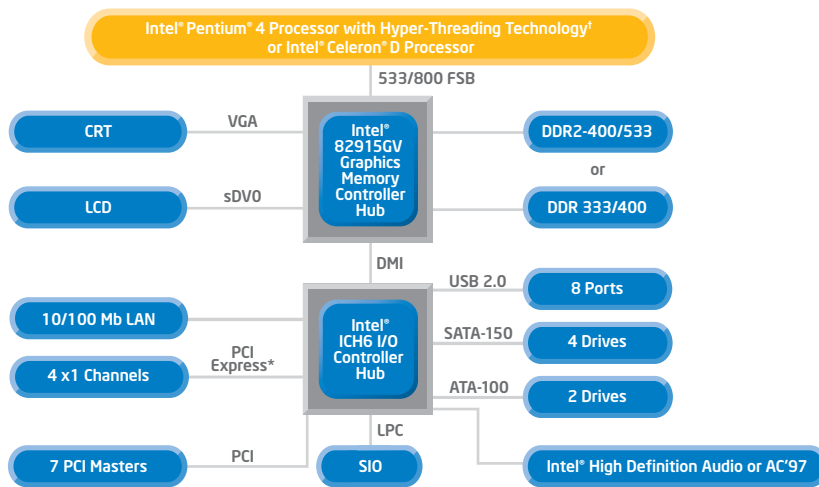 Intel® Pentium® 4 Processor with Hyper-Threading Technology†
or Intel® Celeron® D Processor
533/800 FSB
CRT
VGA
Intel®
82915GV
Graphics
Memory
Controller
Hub
DDR2-400/533
or
LCD
sDVO
DDR 333/400
DMI
USB 2.0
8 Ports
10/100 Mb LAN
Intel®
ICH6 I/O
Controller
Hub
SATA-150
4 Drives
PCI
Express*
4 x1 Channels
ATA-100
2 Drives
LPC
7 PCI Masters
PCI
SIO
Intel® High Definition Audio or AC'97